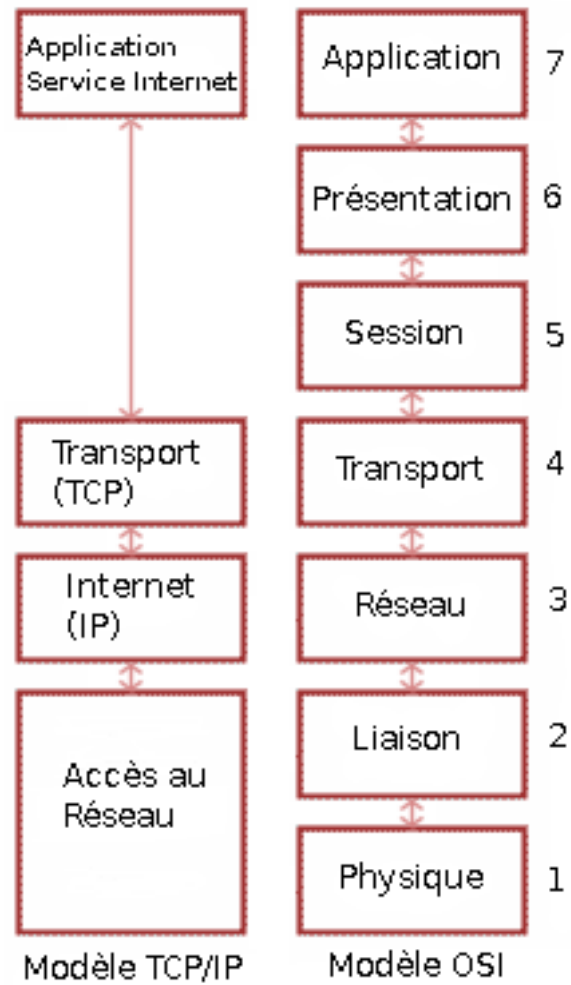 Application
Service Internet
Transport
(TCP)
Internet
(IP)
Accès au
Réseau
Modèle TCP/IP
Application
7
Présentation
6
Session
5
Transport
4
Réseau
3
Liaison
2
Physique
1
Modèle OSI